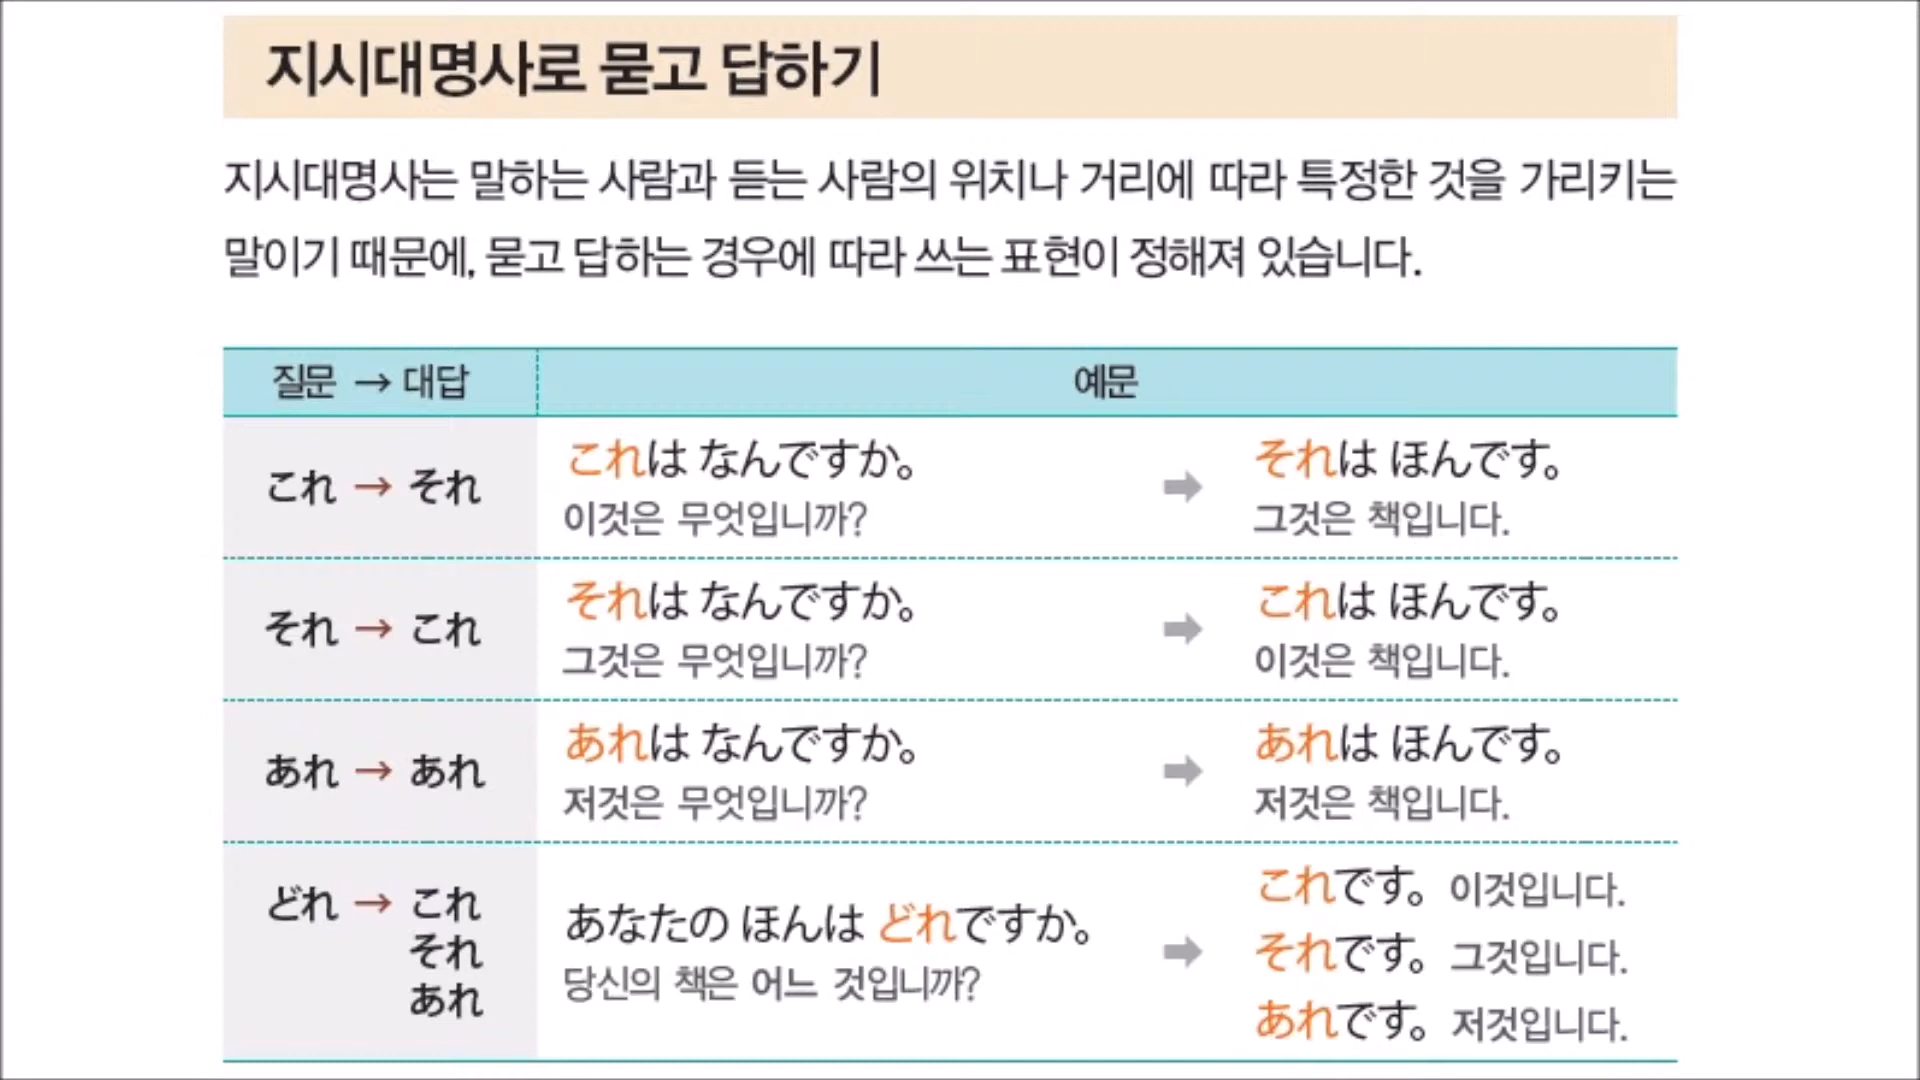 지시대명사로 묻고 답하기
지시대명사는 말하는 사람과 듣는 사람의 위치나 거리에 따라 특정한 것을 가리키는
말이기 때문에, 묻고 답하는 경우에 따라 쓰는 표현이 정해져 있습니다.
질문 → 대답 예문
これ → それ
これは なんですか。 ➡ それは ほんです。
이것은 무엇입니까? 그것은 책입니다.
それ → これ
それは なんですか。 ➡ これは ほんです。
그것은 무엇입니까? 이것은 책입니다.
あれ → あれ
あれは なんですか。 ➡ あれは ほんです。
저것은 무엇입니까? 저것은 책입니다.
どれ → これ
それ
あれ
あなたの ほんは どれですか。 ➡
당신의 책은 어느 것입니까?
これです。 이것입니다.
それです。 그것입니다.
あれです。 저것입니다.